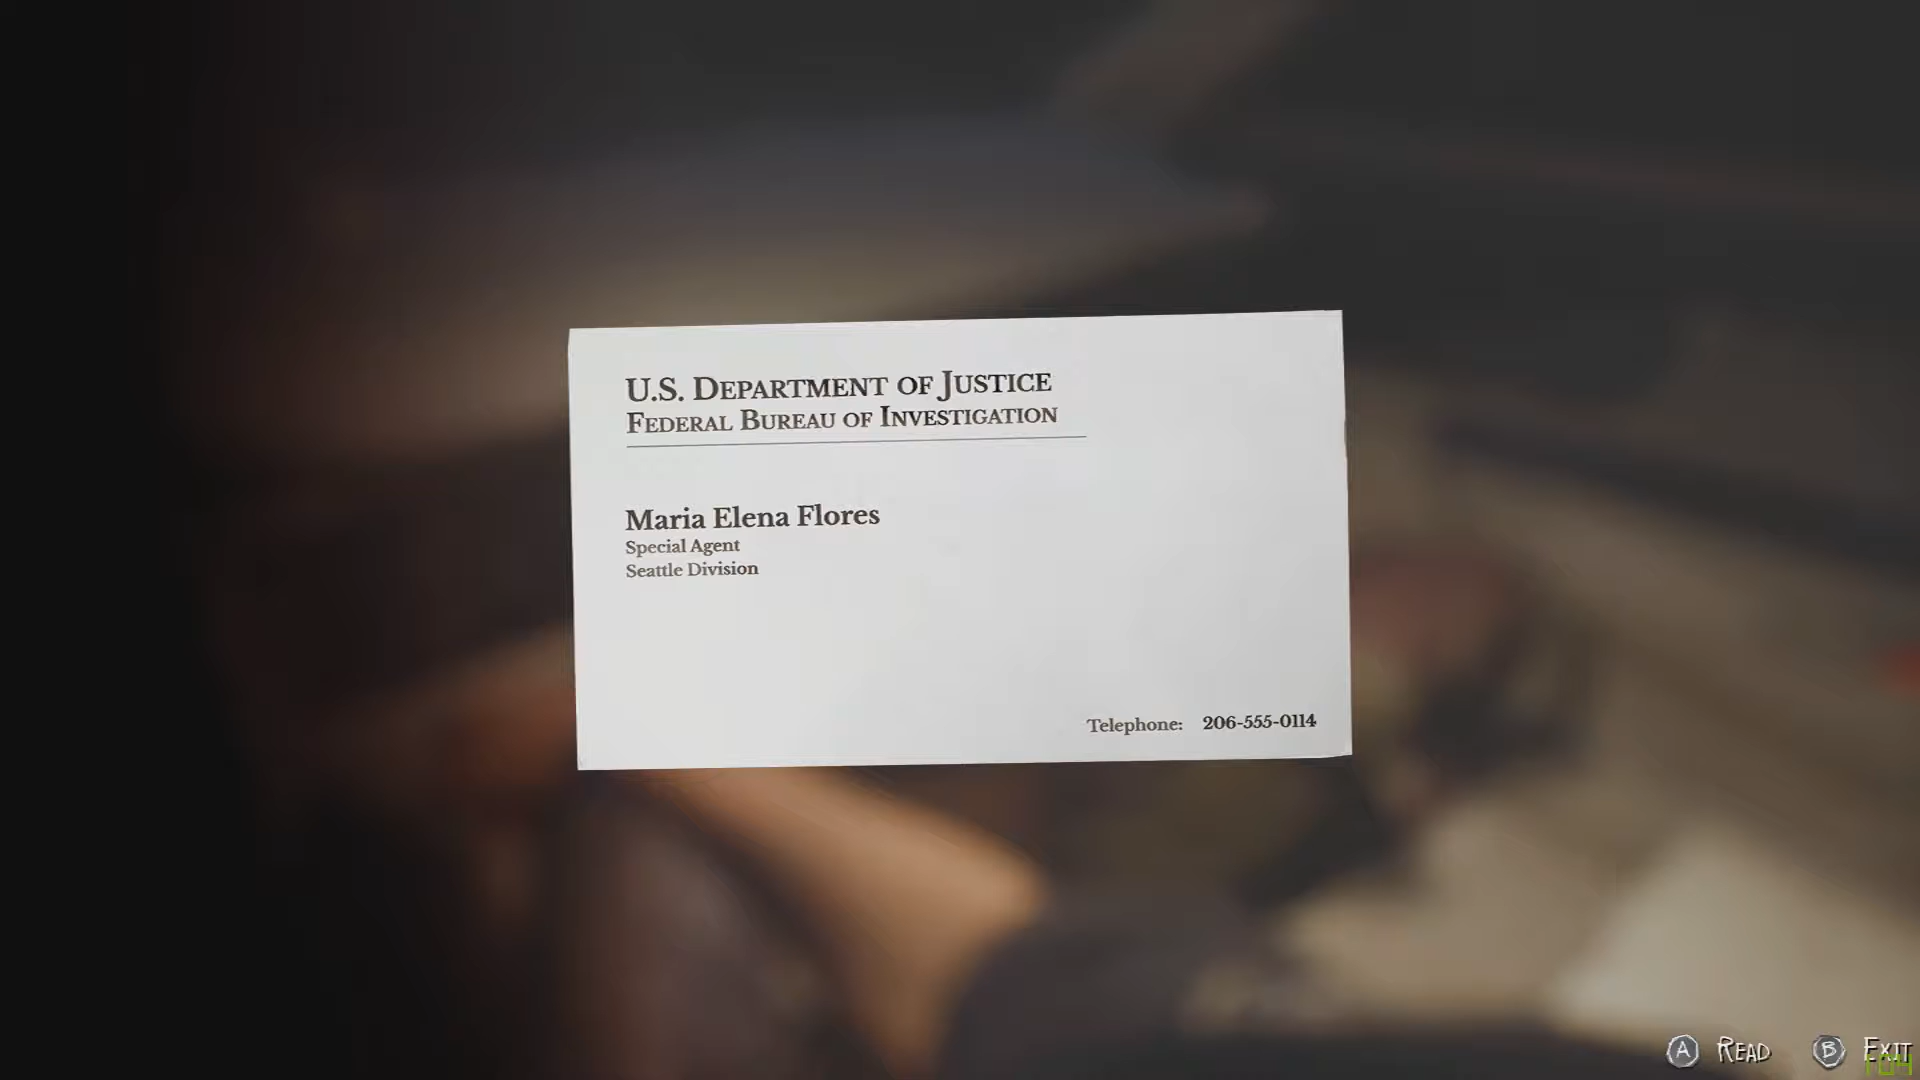 U.S. DEPARTMENT OF JUSTICE
FEDERAL BUREAU OF INVESTIGATION
Maria Elena Flores
Special Agent
Seattle Division
Telephone: 206-555-0114
A READ B EXIT
104